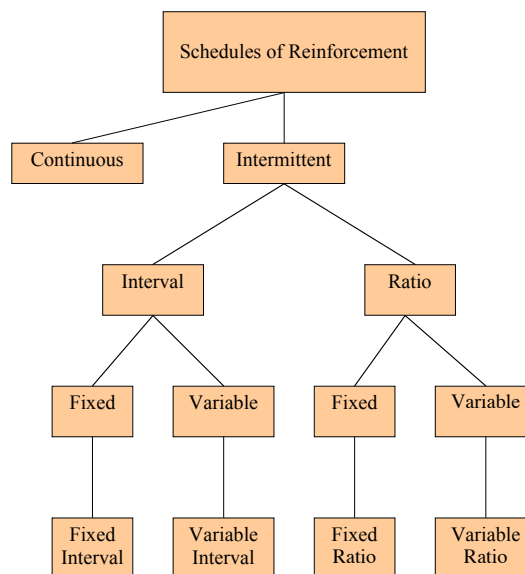 Schedules of Reinforcement
Continuous
Intermittent
Interval
Ratio
Fixed
Variable
Fixed
Variable
Fixed
Interval
Variable
Interval
Fixed
Ratio
Variable
Ratio